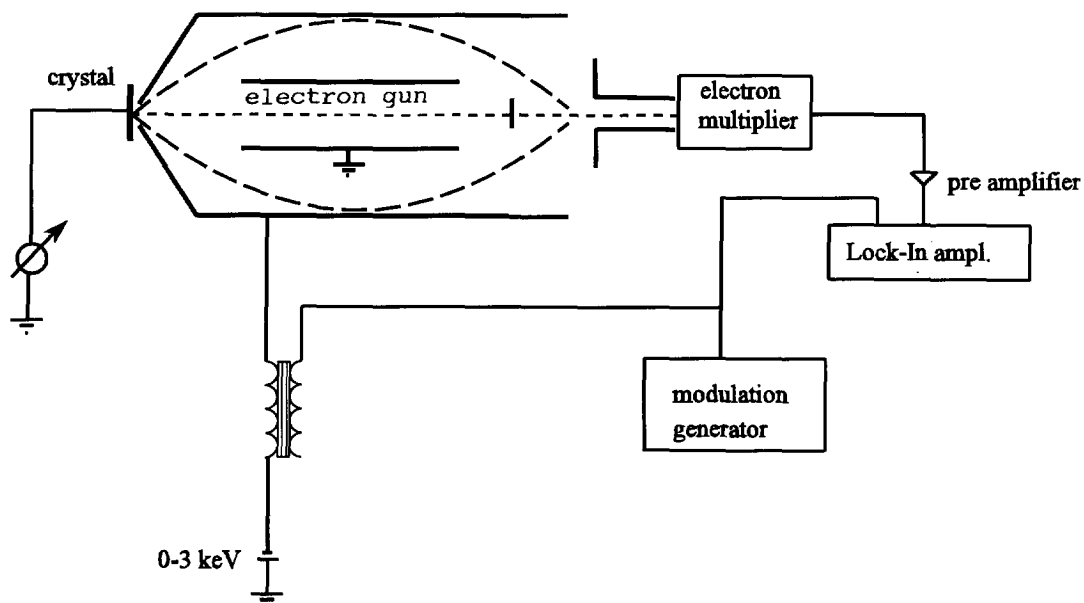 crystal
electron gun
electron
multiplier
pre amplifier
Lock-In ampl.
modulation
generator
0-3 keV